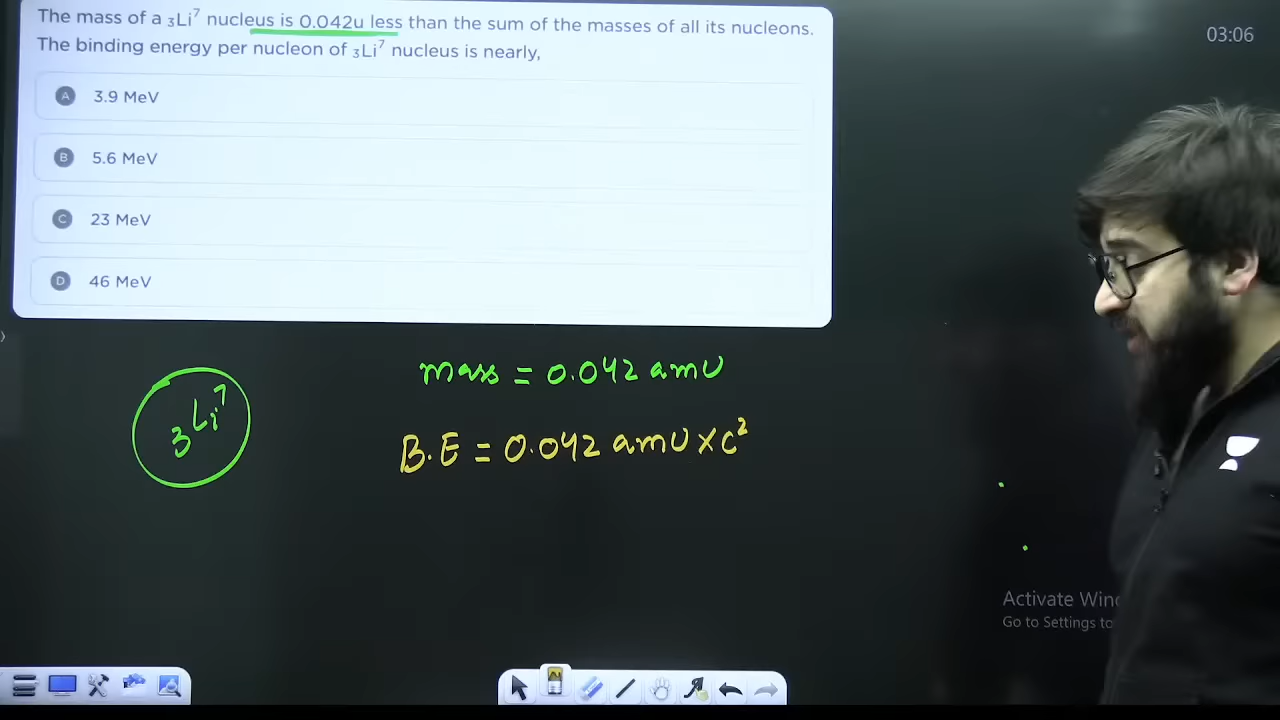 The mass of a ₃Li⁷ nucleus is 0.042u less than the sum of the masses of all its nucleons.
The binding energy per nucleon of ₃Li⁷ nucleus is nearly,
A 3.9 MeV
B 5.6 MeV
C 23 MeV
D 46 MeV
03:06
₃Li⁷
mass = 0.042 amU
B.E = 0.042 amU × C²
Activate Win
Go to Settings to